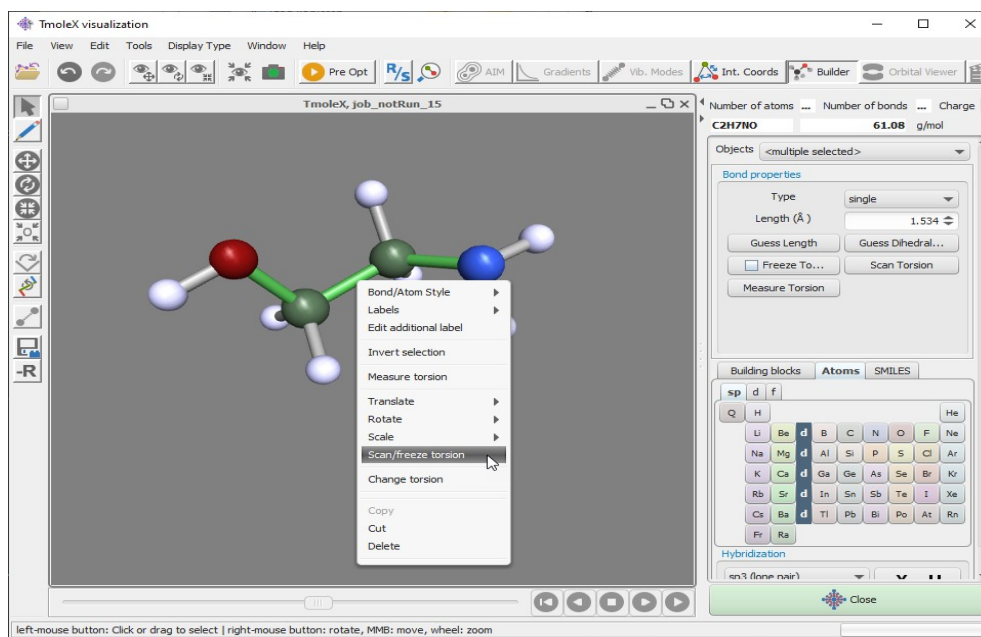 TmoleX visualization
File View Edit Tools Display Type Window Help
Pre Opt R/S AIM Gradients Vib. Modes Int. Coords Builder Orbital Viewer
TmoleX, job_notRun_15
Number of atoms ... Number of bonds ... Charge
C2H7NO 61.08 g/mol
Objects <multiple selected>
Bond properties
Type single
Length (Å) 1.534
Guess Length Guess Dihedral...
Freeze To... Scan Torsion
Measure Torsion
Bond/Atom Style
Labels
Edit additional label
Invert selection
Measure torsion
Translate
Rotate
Scale
Scan/freeze torsion
Change torsion
Copy
Cut
Delete
-R
Building blocks Atoms SMILES
sp d f
Q H He
Li Be d B C N O F Ne
Na Mg d Al Si P S Cl Ar
K Ca d Ga Ge As Se Br Kr
Rb Sr d In Sn Sb Te I Xe
Cs Ba d Tl Pb Bi Po At Rn
Fr Ra
Hybridization
sp3 (lone pair)
Close
left-mouse button: Click or drag to select | right-mouse button: rotate, MMB: move, wheel: zoom